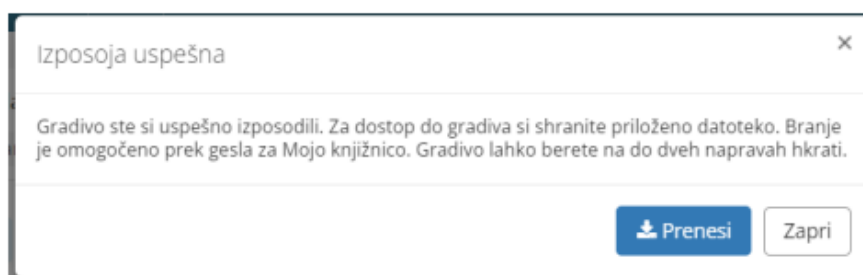 Izposoja uspešna
×
Gradivo ste si uspešno izposodili. Za dostop do gradiva si shranite priloženo datoteko. Branje
je omogočeno prek gesla za Mojo knjižnico. Gradivo lahko berete na do dveh napravah hkrati.
Prenesi
Zapri